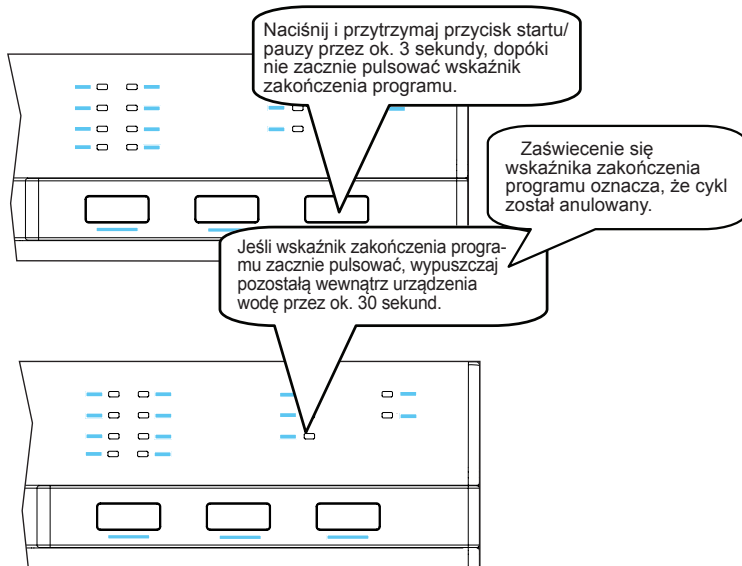 Naciśnij i przytrzymaj przycisk startu/
pauzy przez ok. 3 sekundy, dopóki
nie zacznie pulsować wskaźnik
zakończenia programu.
Zaświecenie się
wskaźnika zakończenia
programu oznacza, że cykl
został anulowany.
Jeśli wskaźnik zakończenia progra-
mu zacznie pulsować, wypuszczaj
pozostałą wewnątrz urządzenia
wodę przez ok. 30 sekund.